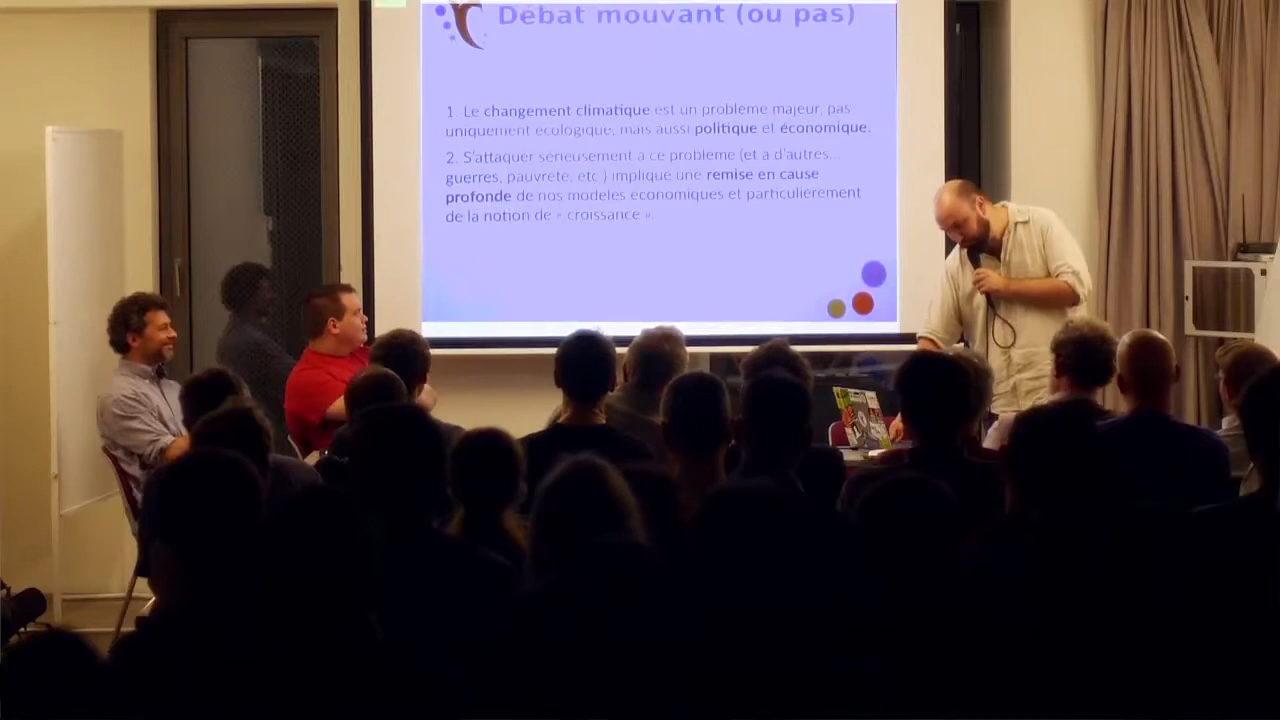 Débat mouvant (ou pas)
1. Le changement climatique est un problème majeur, pas
uniquement écologique, mais aussi politique et économique.
2. S'attaquer sérieusement à ce problème (et à d'autres...
guerres, pauvreté, etc.) implique une remise en cause
profonde de nos modèles économiques et particulièrement
de la notion de « croissance ».